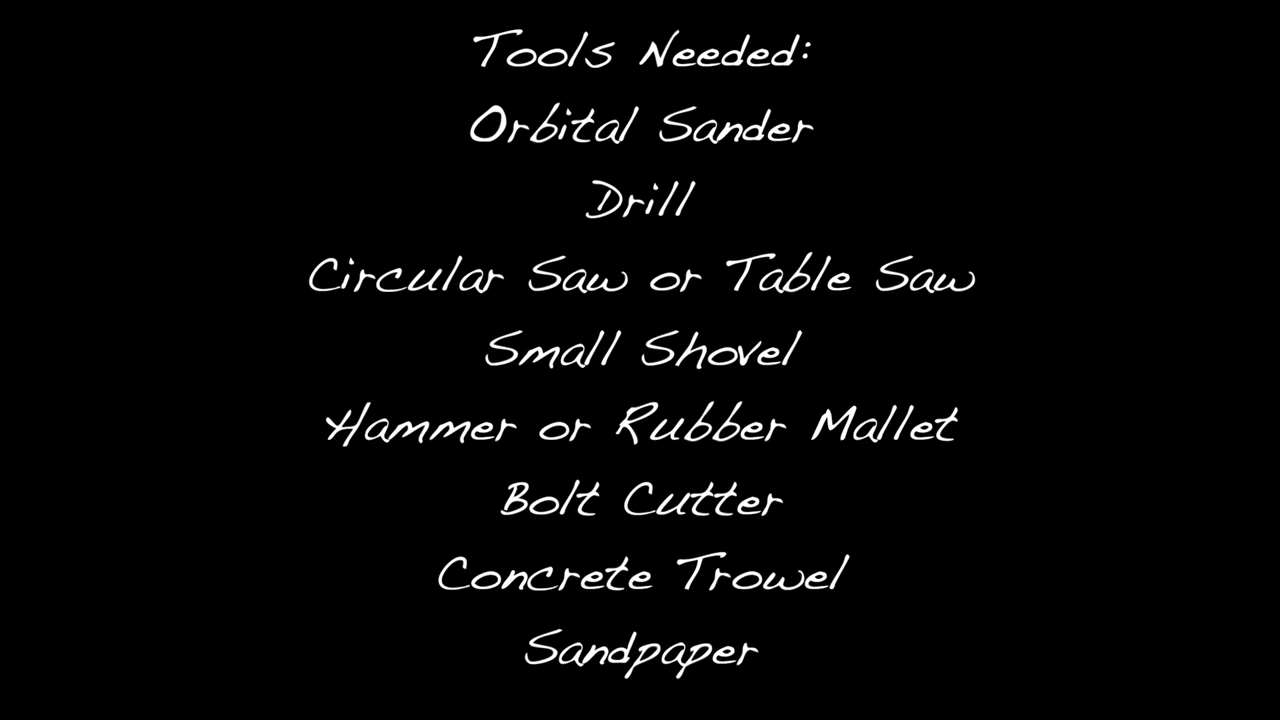 Tools Needed:
Orbital Sander
Drill
Circular Saw or Table Saw
Small Shovel
Hammer or Rubber Mallet
Bolt Cutter
Concrete Trowel
Sandpaper